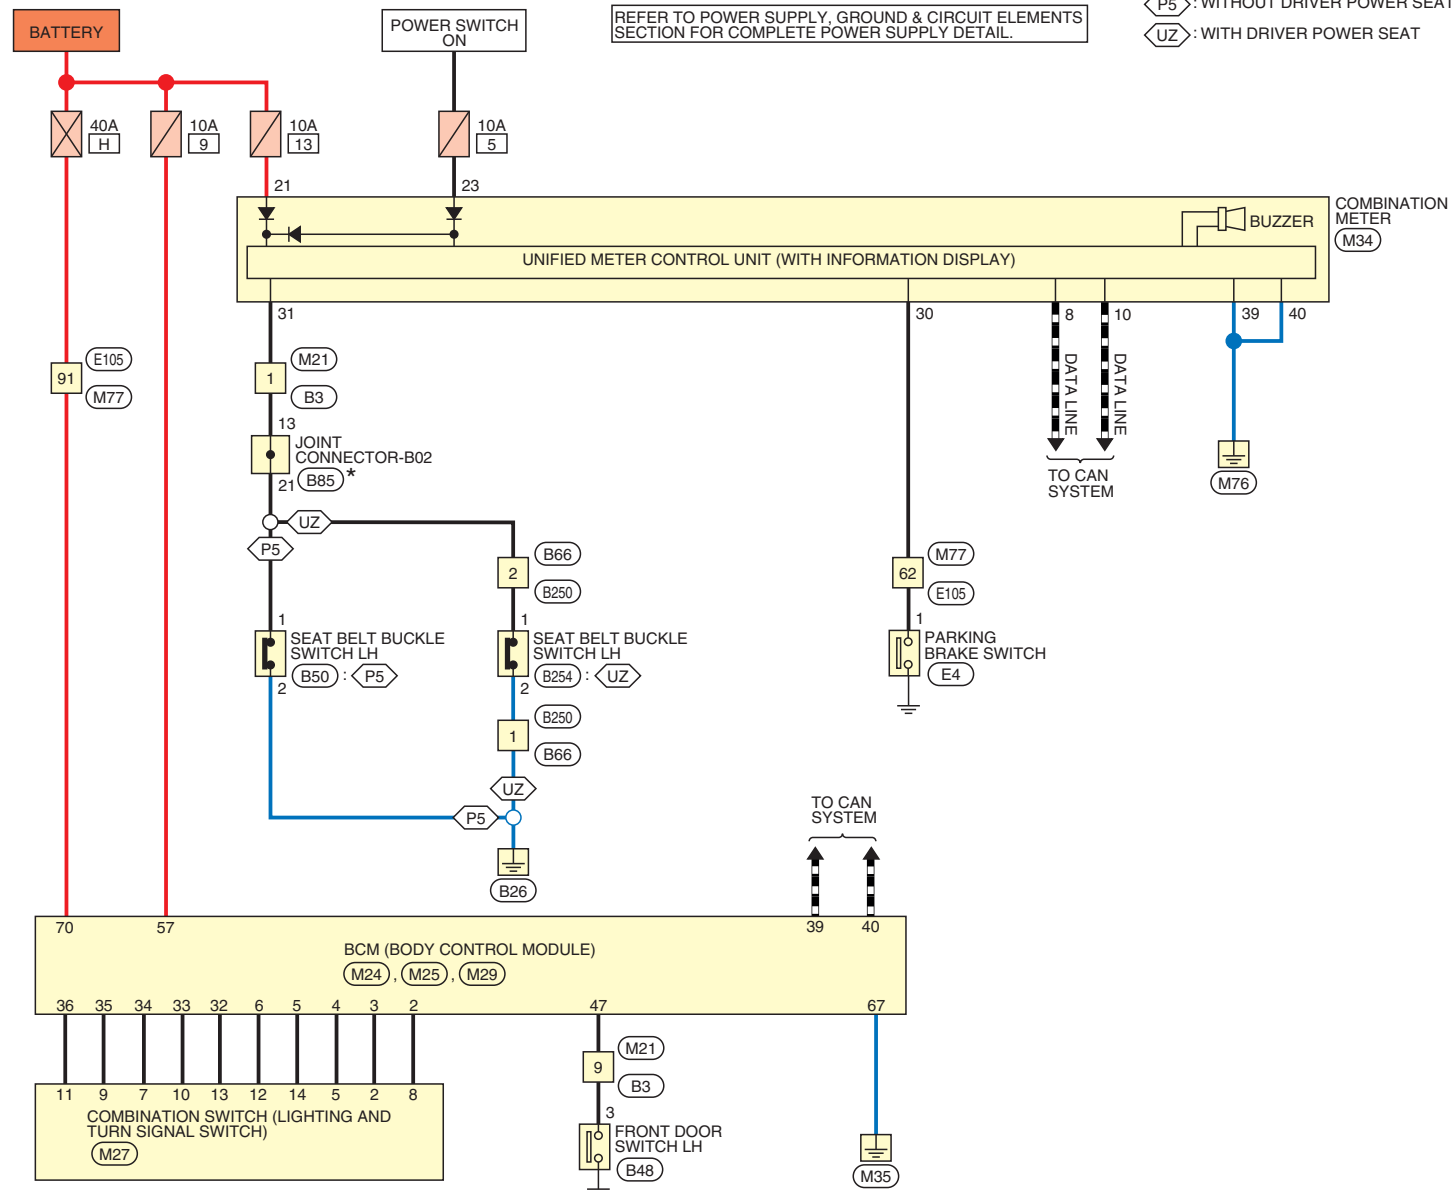 BATTERY
POWER SWITCH
ON
REFER TO POWER SUPPLY, GROUND & CIRCUIT ELEMENTS
SECTION FOR COMPLETE POWER SUPPLY DETAIL.
P5 : WITHOUT DRIVER POWER SEAT
UZ : WITH DRIVER POWER SEAT
40A
H
10A
9
10A
13
10A
5
21
23
COMBINATION
METER
M34
BUZZER
UNIFIED METER CONTROL UNIT (WITH INFORMATION DISPLAY)
31
30
8
10
39
40
E105
91
M77
M21
1
B3
DATA LINE
DATA LINE
13
JOINT
CONNECTOR-B02
21
B85 *
TO CAN
SYSTEM
M76
UZ
P5
B66
2
B250
M77
62
E105
1
SEAT BELT BUCKLE
SWITCH LH
B50 : P5
2
1
SEAT BELT BUCKLE
SWITCH LH
B254 : UZ
2
1
PARKING
BRAKE SWITCH
E4
B250
1
B66
UZ
P5
B26
TO CAN
SYSTEM
70
57
39
40
BCM (BODY CONTROL MODULE)
M24 , M25 , M29
36 35 34 33 32 6 5 4 3 2
47
67
M21
9
B3
11 9 7 10 13 12 14 5 2 8
COMBINATION SWITCH (LIGHTING AND
TURN SIGNAL SWITCH)
M27
3
FRONT DOOR
SWITCH LH
B48
M35